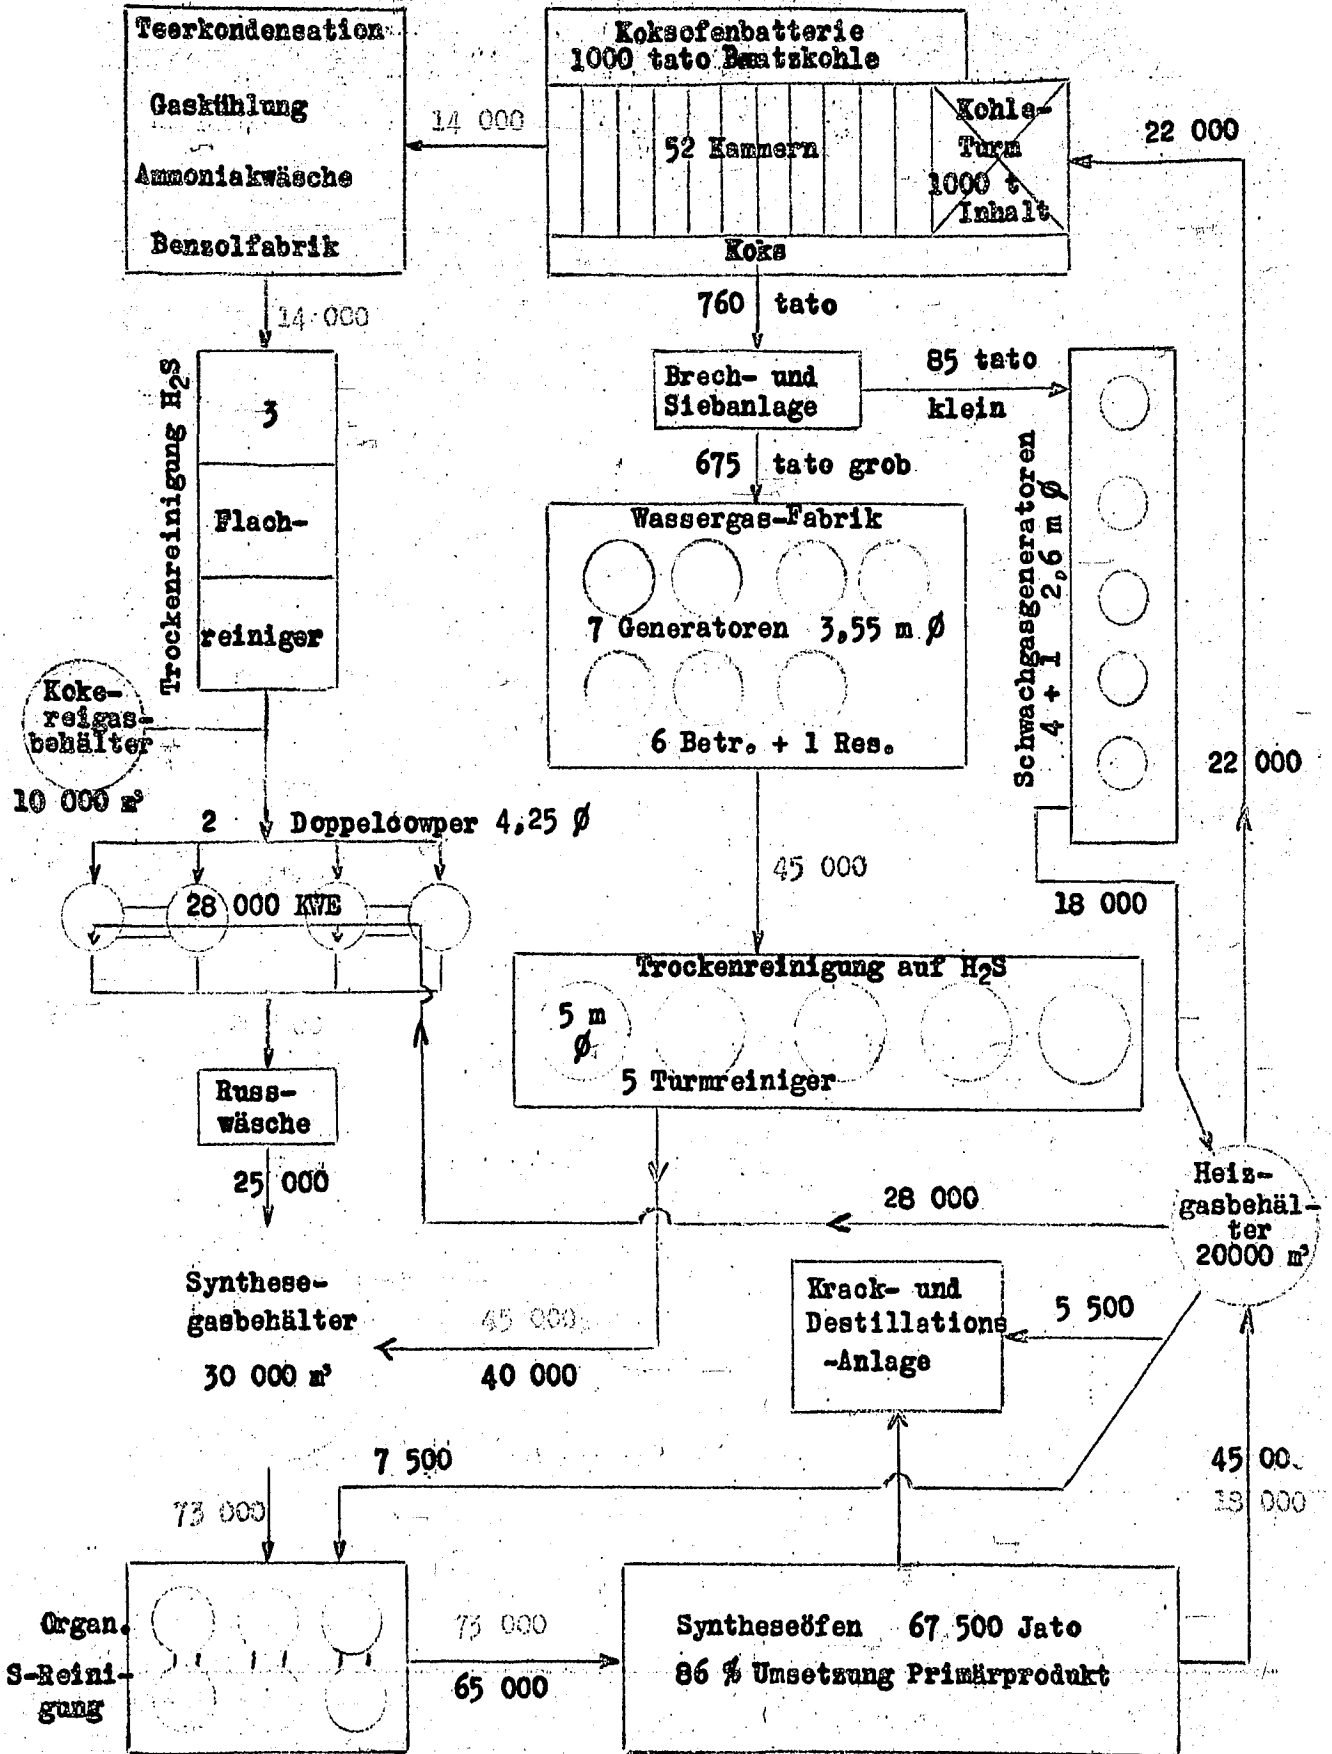 Teerkondensation
Gaskühlung
Ammoniakwäsche
Benzolfabrik
14 000
Koksofenbatterie
1000 tato
52 Kammern
Kohle-
Turm
1000 t
Inhalt
Koks
22 000
14 000
760 tato
Trockenreinigung H2S
3
Flach-
reiniger
Brech- und
Siebanlage
85 tato
klein
675 tato grob
Wassergas-Fabrik
7 Generatoren 3,55 m Ø
6 Betr. + 1 Res.
Schwachgasgeneratoren
4 + 1 2,6 m Ø
Koke-
reigas-
behälter
10 000 m³
22 000
2 Doppelcowper 4,25 Ø
28 000 KWE
45 000
18 000
Trockenreinigung auf H2S
5 m
Ø
5 Turmreiniger
Russ-
wäsche
25 000
Heiz-
gasbehäl-
ter
20000 m³
28 000
Synthese-
gasbehälter
30 000 m³
45 000
40 000
Krack- und
Destillations
-Anlage
5 500
7 500
73 000
45 00
18 000
Organ.
S-Reini-
gung
73 000
65 000
Syntheseöfen 67 500 Jato
86 % Umsetzung Primärprodukt